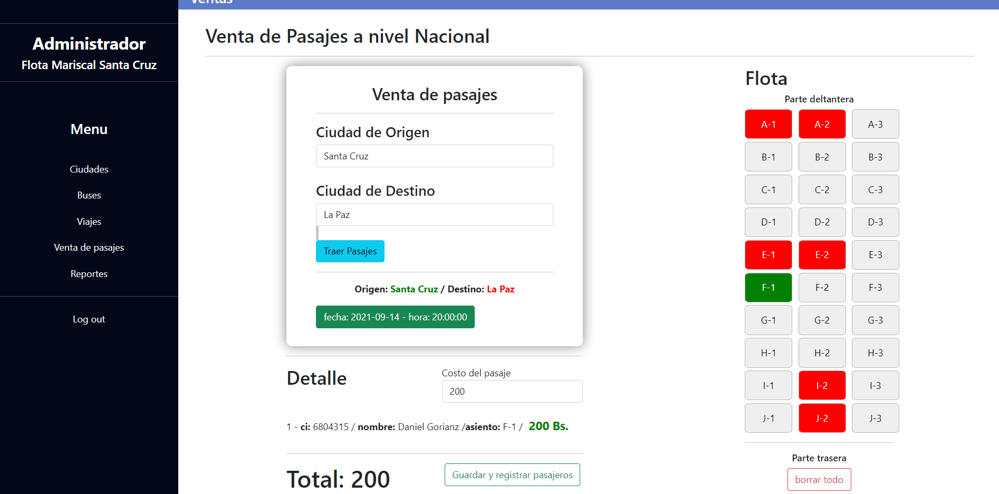 Ventas
Administrador
Flota Mariscal Santa Cruz
Menu
Ciudades
Buses
Viajes
Venta de pasajes
Reportes
Log out
Venta de Pasajes a nivel Nacional
Venta de pasajes
Ciudad de Origen
Santa Cruz
Ciudad de Destino
La Paz
Traer Pasajes
Origen: Santa Cruz / Destino: La Paz
fecha: 2021-09-14 - hora: 20:00:00
Detalle
Costo del pasaje
200
1 - ci: 6804315 / nombre: Daniel Gorianz /asiento: F-1 / 200 Bs.
Total: 200
Guardar y registrar pasajeros
Flota
Parte deltantera
A-1 A-2 A-3
B-1 B-2 B-3
C-1 C-2 C-3
D-1 D-2 D-3
E-1 E-2 E-3
F-1 F-2 F-3
G-1 G-2 G-3
H-1 H-2 H-3
I-1 I-2 I-3
J-1 J-2 J-3
Parte trasera
borrar todo